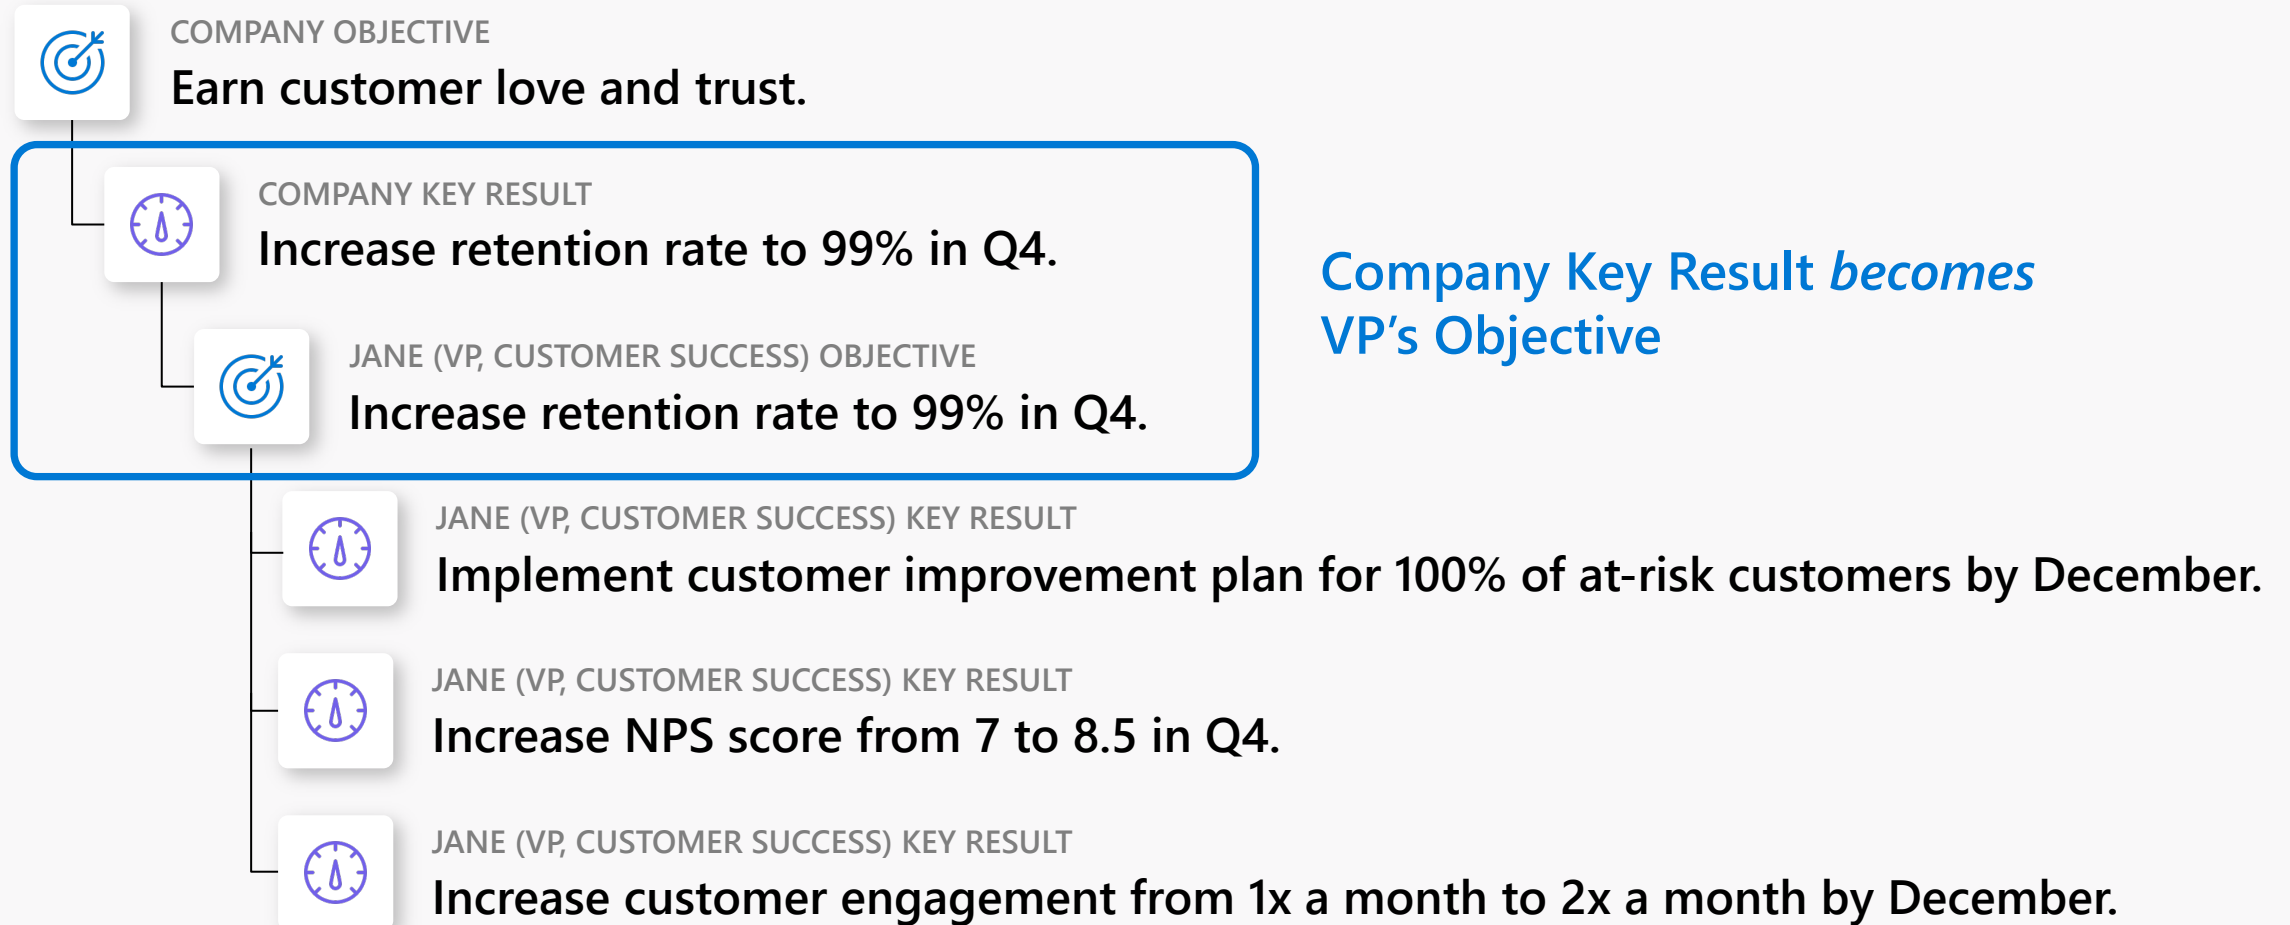 COMPANY OBJECTIVE
Earn customer love and trust.
COMPANY KEY RESULT
Increase retention rate to 99% in Q4.
JANE (VP, CUSTOMER SUCCESS) OBJECTIVE
Increase retention rate to 99% in Q4.
Company Key Result becomes
VP’s Objective
JANE (VP, CUSTOMER SUCCESS) KEY RESULT
Implement customer improvement plan for 100% of at-risk customers by December.
JANE (VP, CUSTOMER SUCCESS) KEY RESULT
Increase NPS score from 7 to 8.5 in Q4.
JANE (VP, CUSTOMER SUCCESS) KEY RESULT
Increase customer engagement from 1x a month to 2x a month by December.